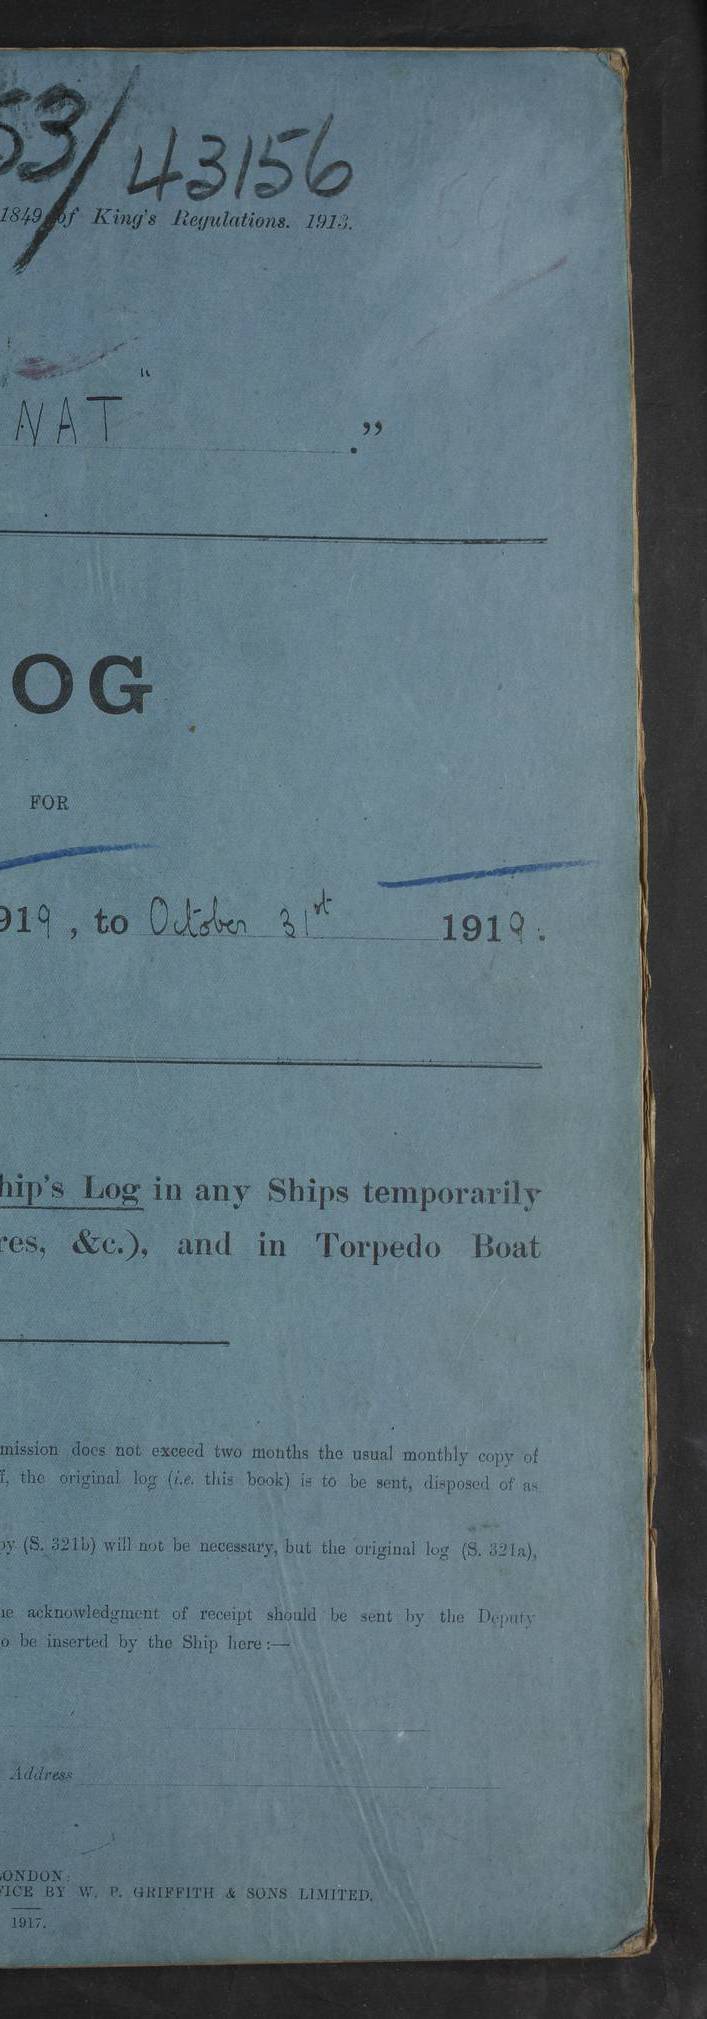 53/43156
1849 of King's Regulations. 1913.
"
NAT ."
OG
FOR
919, to October 31st 1919.
hip's Log in any Ships temporarily
res, &c.), and in Torpedo Boat
mission does not exceed two months the usual monthly copy of
f, the original log (i.e. this book) is to be sent, disposed of as
py (S. 321b) will not be necessary, but the original log (S. 321a),
ne acknowledgment of receipt should be sent by the Deputy
o be inserted by the Ship here:—
Address
LONDON:
FICE BY W. P. GRIFFITH & SONS LIMITED.
1917.